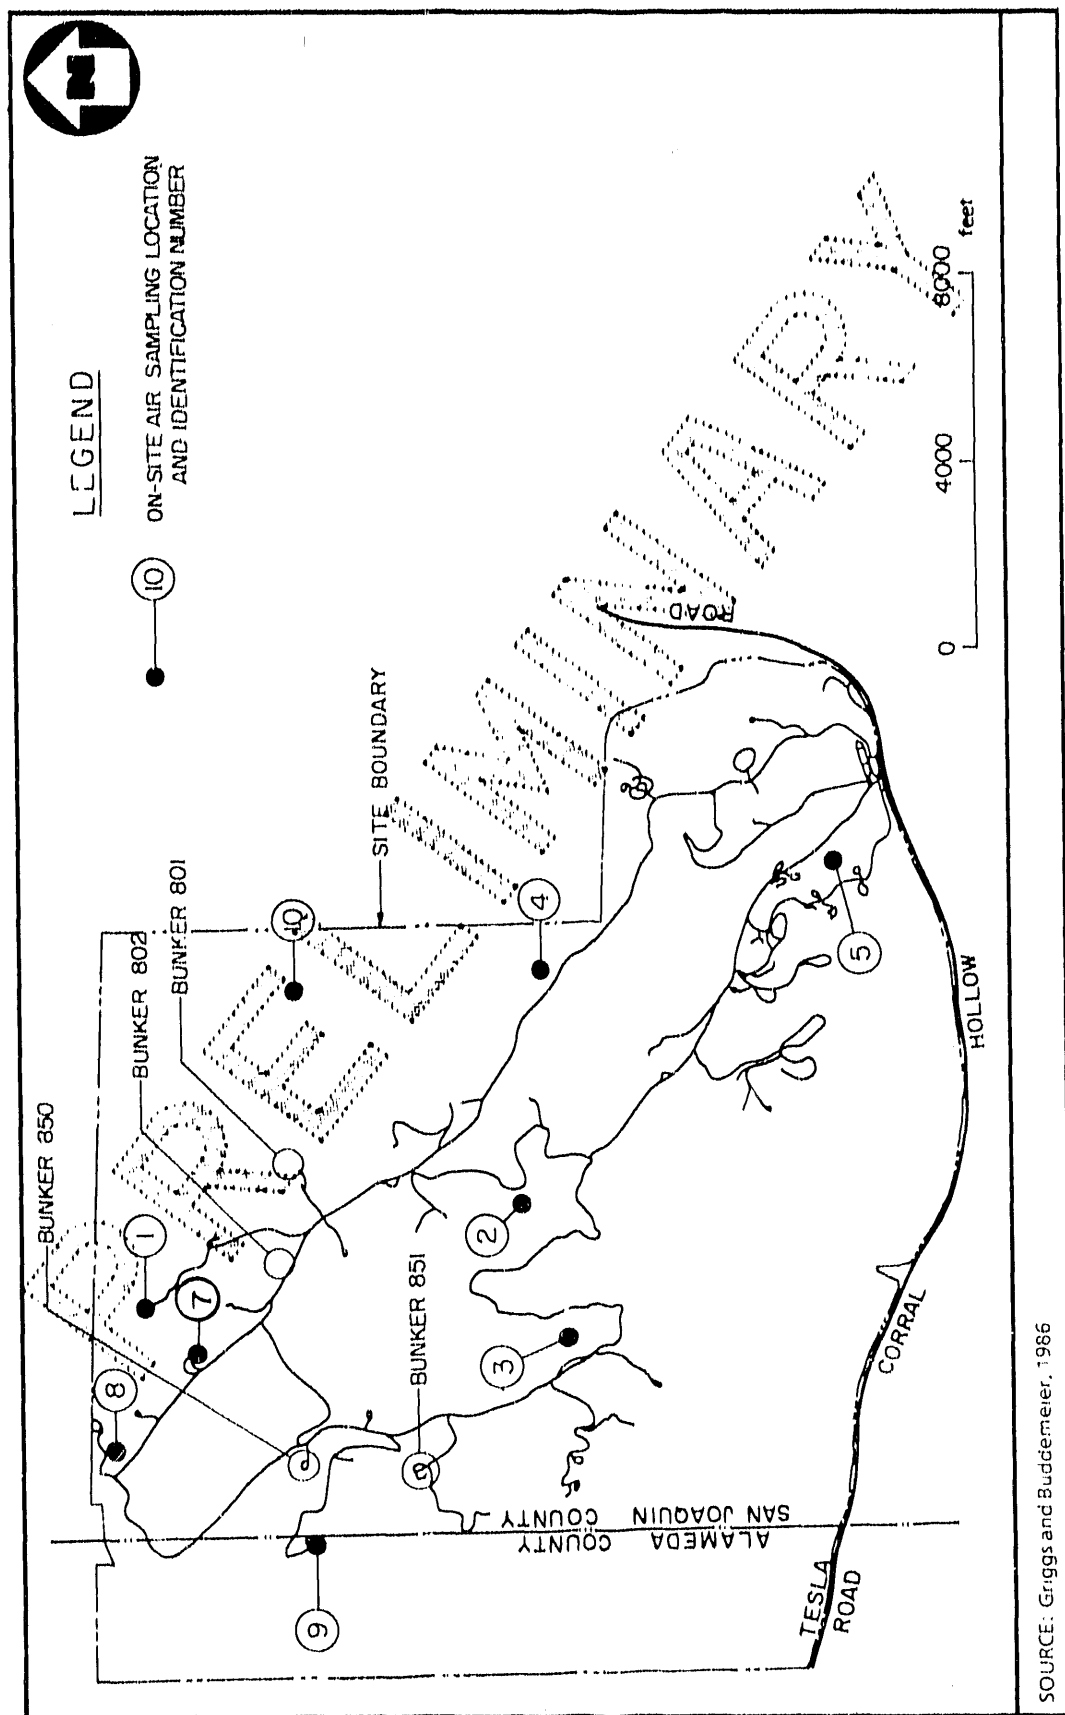 N
LEGEND
10
ON-SITE AIR SAMPLING LOCATION
AND IDENTIFICATION NUMBER
BUNKER 850
BUNKER 802
BUNKER 801
SITE BOUNDARY
PRELIMINARY
8
7
1
10
4
9
BUNKER 851
2
3
5
ALAMEDA COUNTY
SAN JOAQUIN COUNTY
TESLA
ROAD
CORRAL
HOLLOW
ROAD
0 4000 8000
feet
SOURCE: Griggs and Buddemeier, 1986